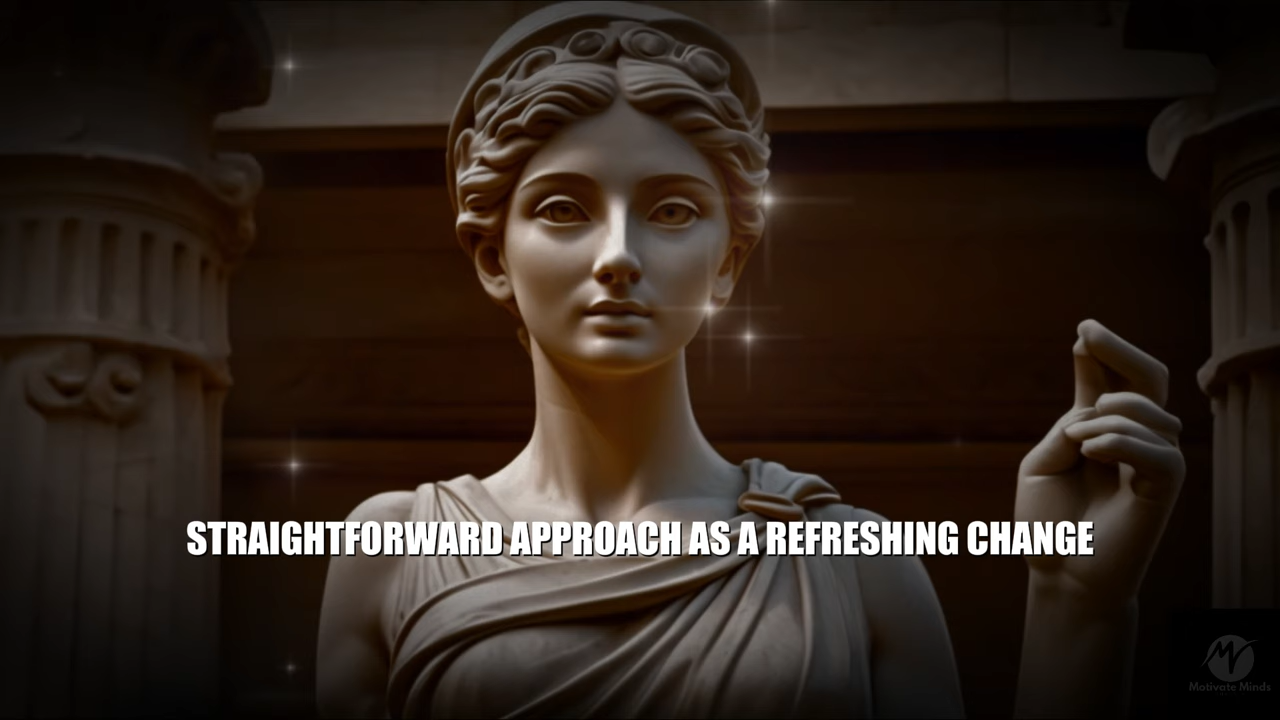 STRAIGHTFORWARD APPROACH AS A REFRESHING CHANGE
Motivate Minds